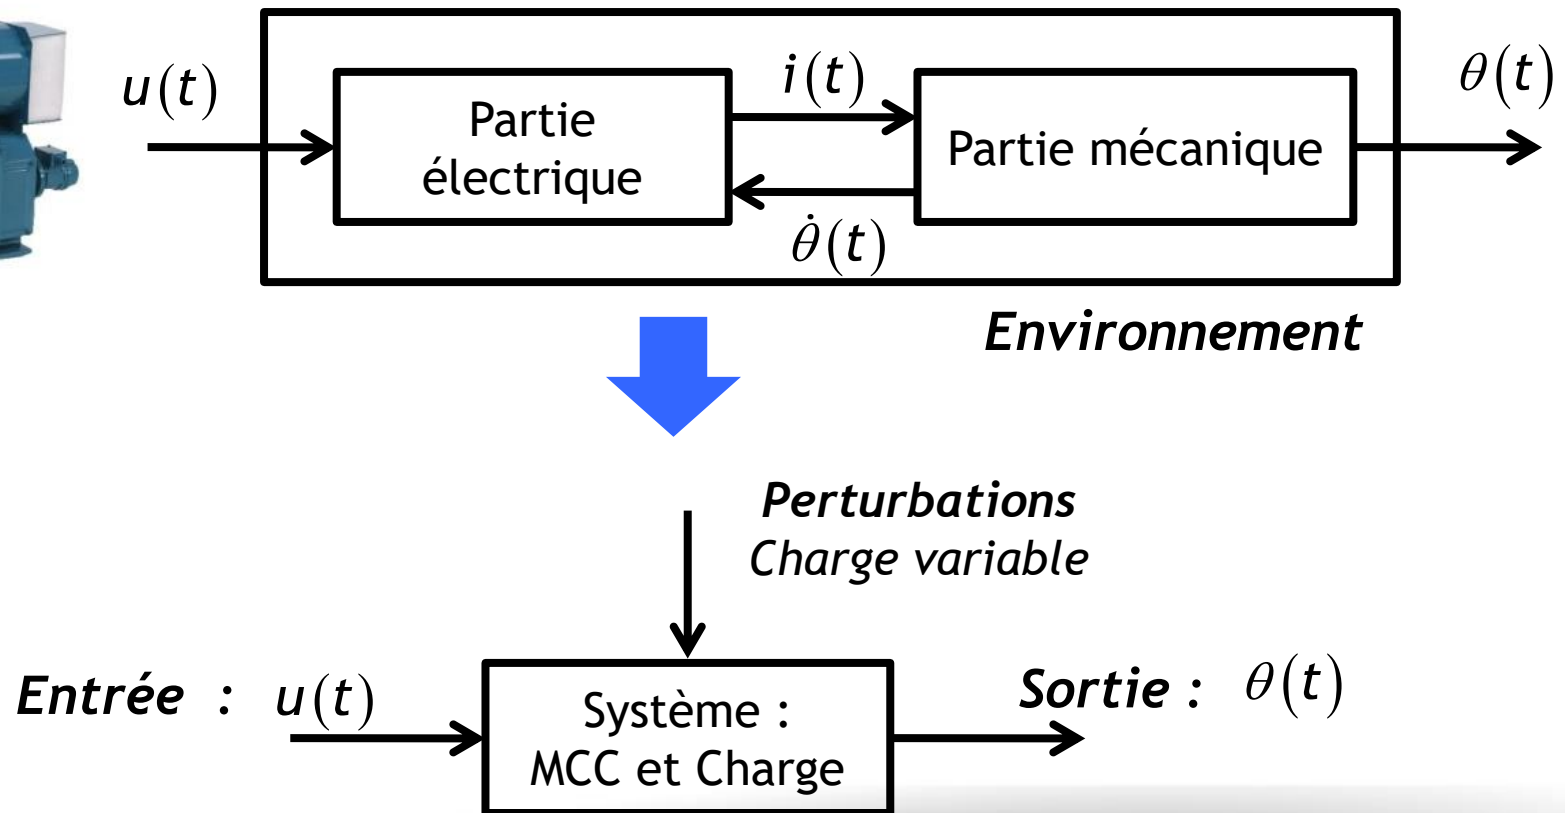 u(t)
Partie
électrique
i(t)
θ̇(t)
Partie mécanique
θ(t)
Environnement
Perturbations
Charge variable
Entrée : u(t)
Système :
MCC et Charge
Sortie : θ(t)